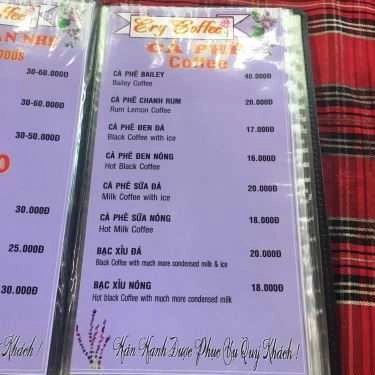 Coffee
ĂN NHẸ
FOODS
30-60.000Đ
30-60.000Đ
30-50.000Đ
30.000Đ
25.000Đ
30.000Đ
Khách !
Ery Coffee
CÀ PHÊ
Coffee
CÀ PHÊ BAILEY 40.000Đ
Bailey Coffee
CÀ PHÊ CHANH RUM 20.000Đ
Rum Lemon Coffee
CÀ PHÊ ĐEN ĐÁ 17.000Đ
Black Coffee with ice
CÀ PHÊ ĐEN NÓNG 16.000Đ
Hot Black Coffee
CÀ PHÊ SỮA ĐÁ 20.000Đ
Milk Coffee with ice
CÀ PHÊ SỮA NÓNG 18.000Đ
Hot Milk Coffee
BẠC XỈU ĐÁ 20.000Đ
Black Coffee with much more condensed milk & ice
BẠC XỈU NÓNG 18.000Đ
Hot black Coffee with much more condensed milk
Hân Hạnh Được Phục Vụ Quý Khách !